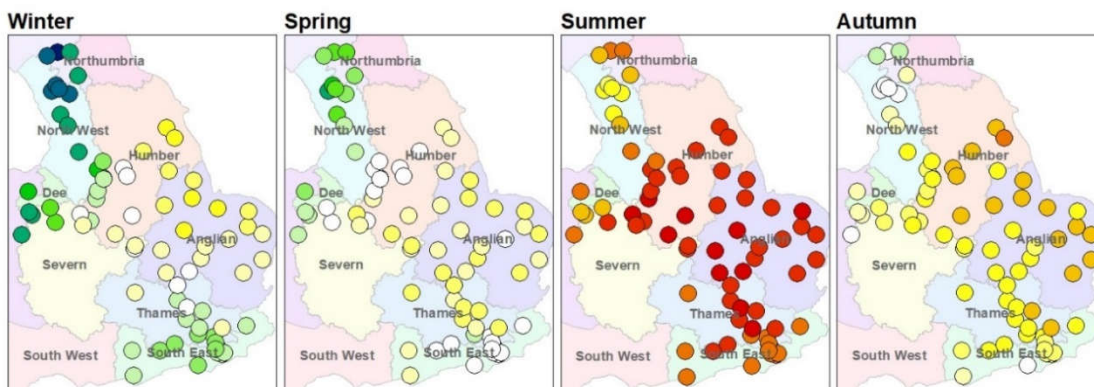 Winter
Northumbria
North West
Humber
Dee
Anglian
Severn
Thames
South West
South East
Spring
Northumbria
North West
Humber
Dee
Anglian
Severn
Thames
South West
South East
Summer
Northumbria
North West
Humber
Dee
Anglian
Severn
Thames
South West
South East
Autumn
Northumbria
North West
Humber
Dee
Anglian
Severn
Thames
South West
South East